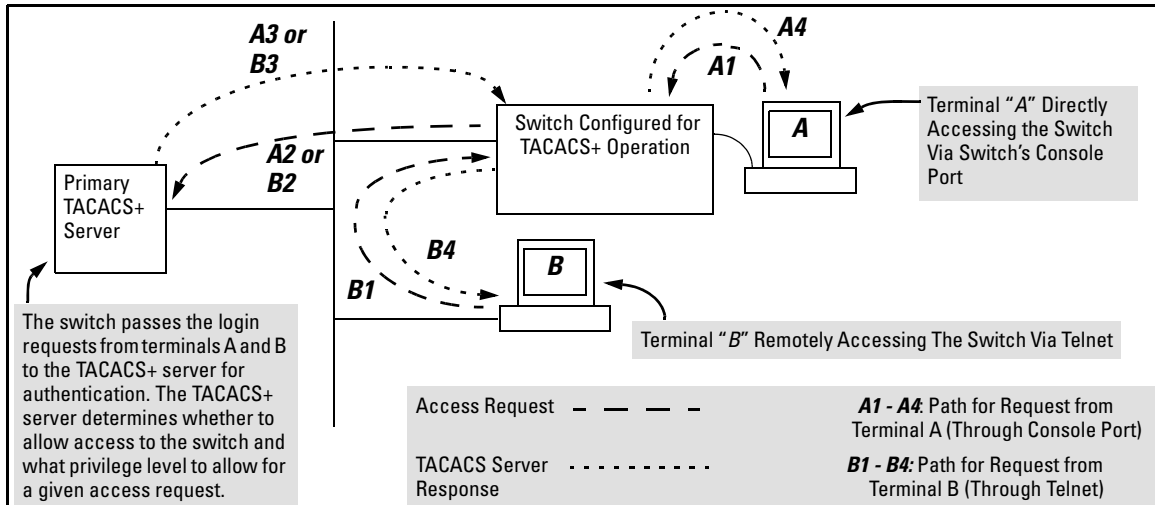 A3 or
B3
A4
A1
Switch Configured for
TACACS+ Operation
A
Terminal “A” Directly
Accessing the Switch
Via Switch’s Console
Port
A2 or
B2
Primary
TACACS+
Server
B4
B1
B
Terminal “B” Remotely Accessing The Switch Via Telnet
The switch passes the login
requests from terminals A and B
to the TACACS+ server for
authentication. The TACACS+
server determines whether to
allow access to the switch and
what privilege level to allow for
a given access request.
Access Request
A1 - A4: Path for Request from
Terminal A (Through Console Port)
TACACS Server
Response
B1 - B4: Path for Request from
Terminal B (Through Telnet)